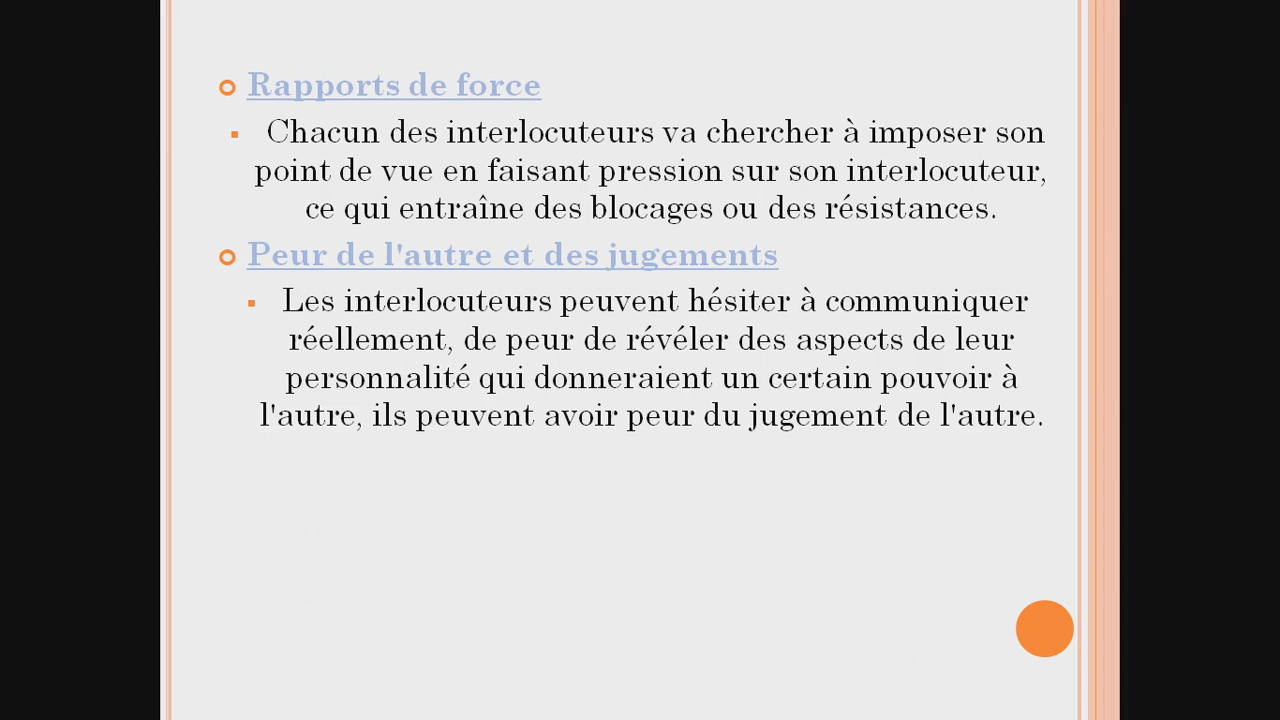 Rapports de force
Chacun des interlocuteurs va chercher à imposer son
point de vue en faisant pression sur son interlocuteur,
ce qui entraîne des blocages ou des résistances.
Peur de l'autre et des jugements
Les interlocuteurs peuvent hésiter à communiquer
réellement, de peur de révéler des aspects de leur
personnalité qui donneraient un certain pouvoir à
l'autre, ils peuvent avoir peur du jugement de l'autre.